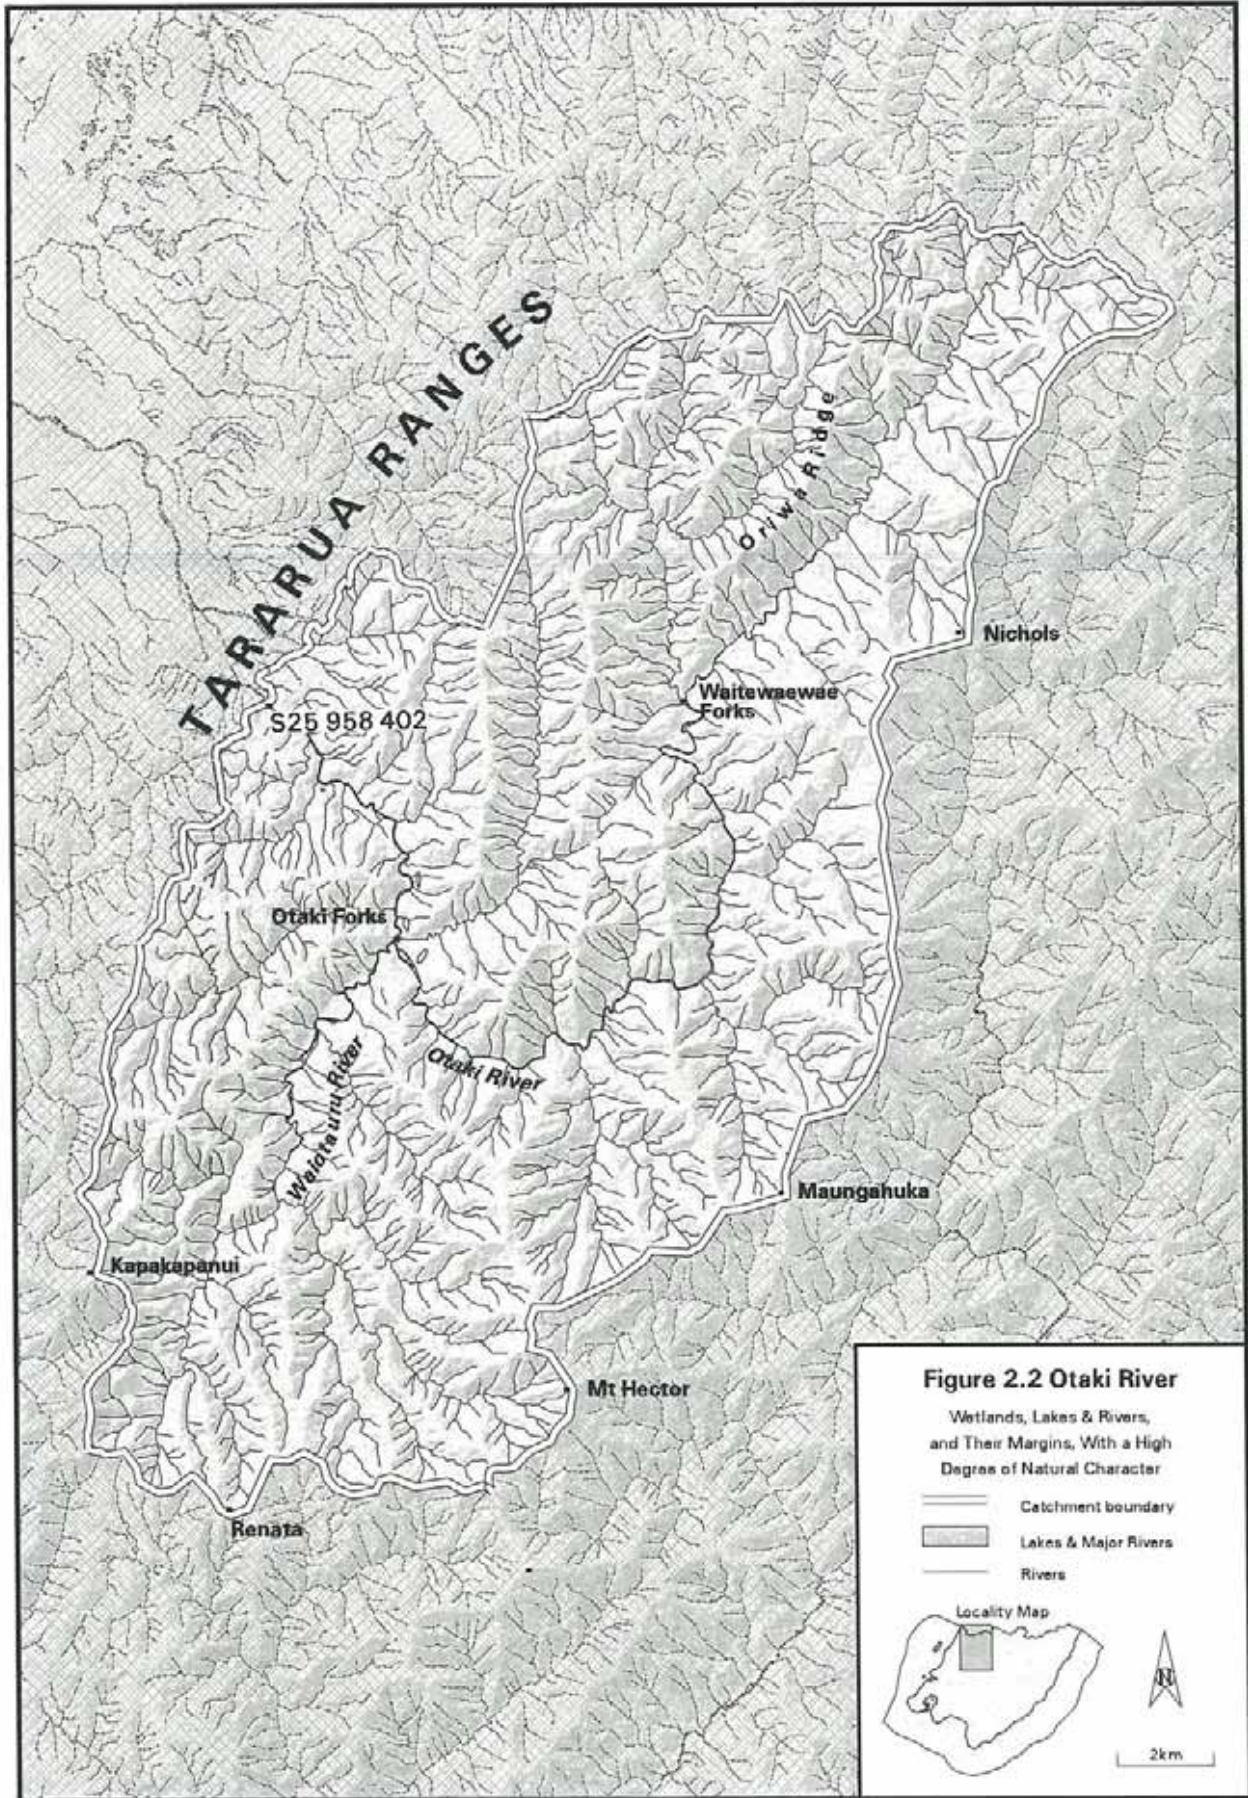 TARARUA RANGES
Oriwa Ridge
Nichols
Waitewaewae
Forks
S25 958 402
Otaki Forks
Otaki River
Waiotauru River
Maungahuka
Kapakapanui
Mt Hector
Renata
Figure 2.2 Otaki River
Wetlands, Lakes & Rivers,
and Their Margins, With a High
Degree of Natural Character
Catchment boundary
Lakes & Major Rivers
Rivers
Locality Map
N
2km